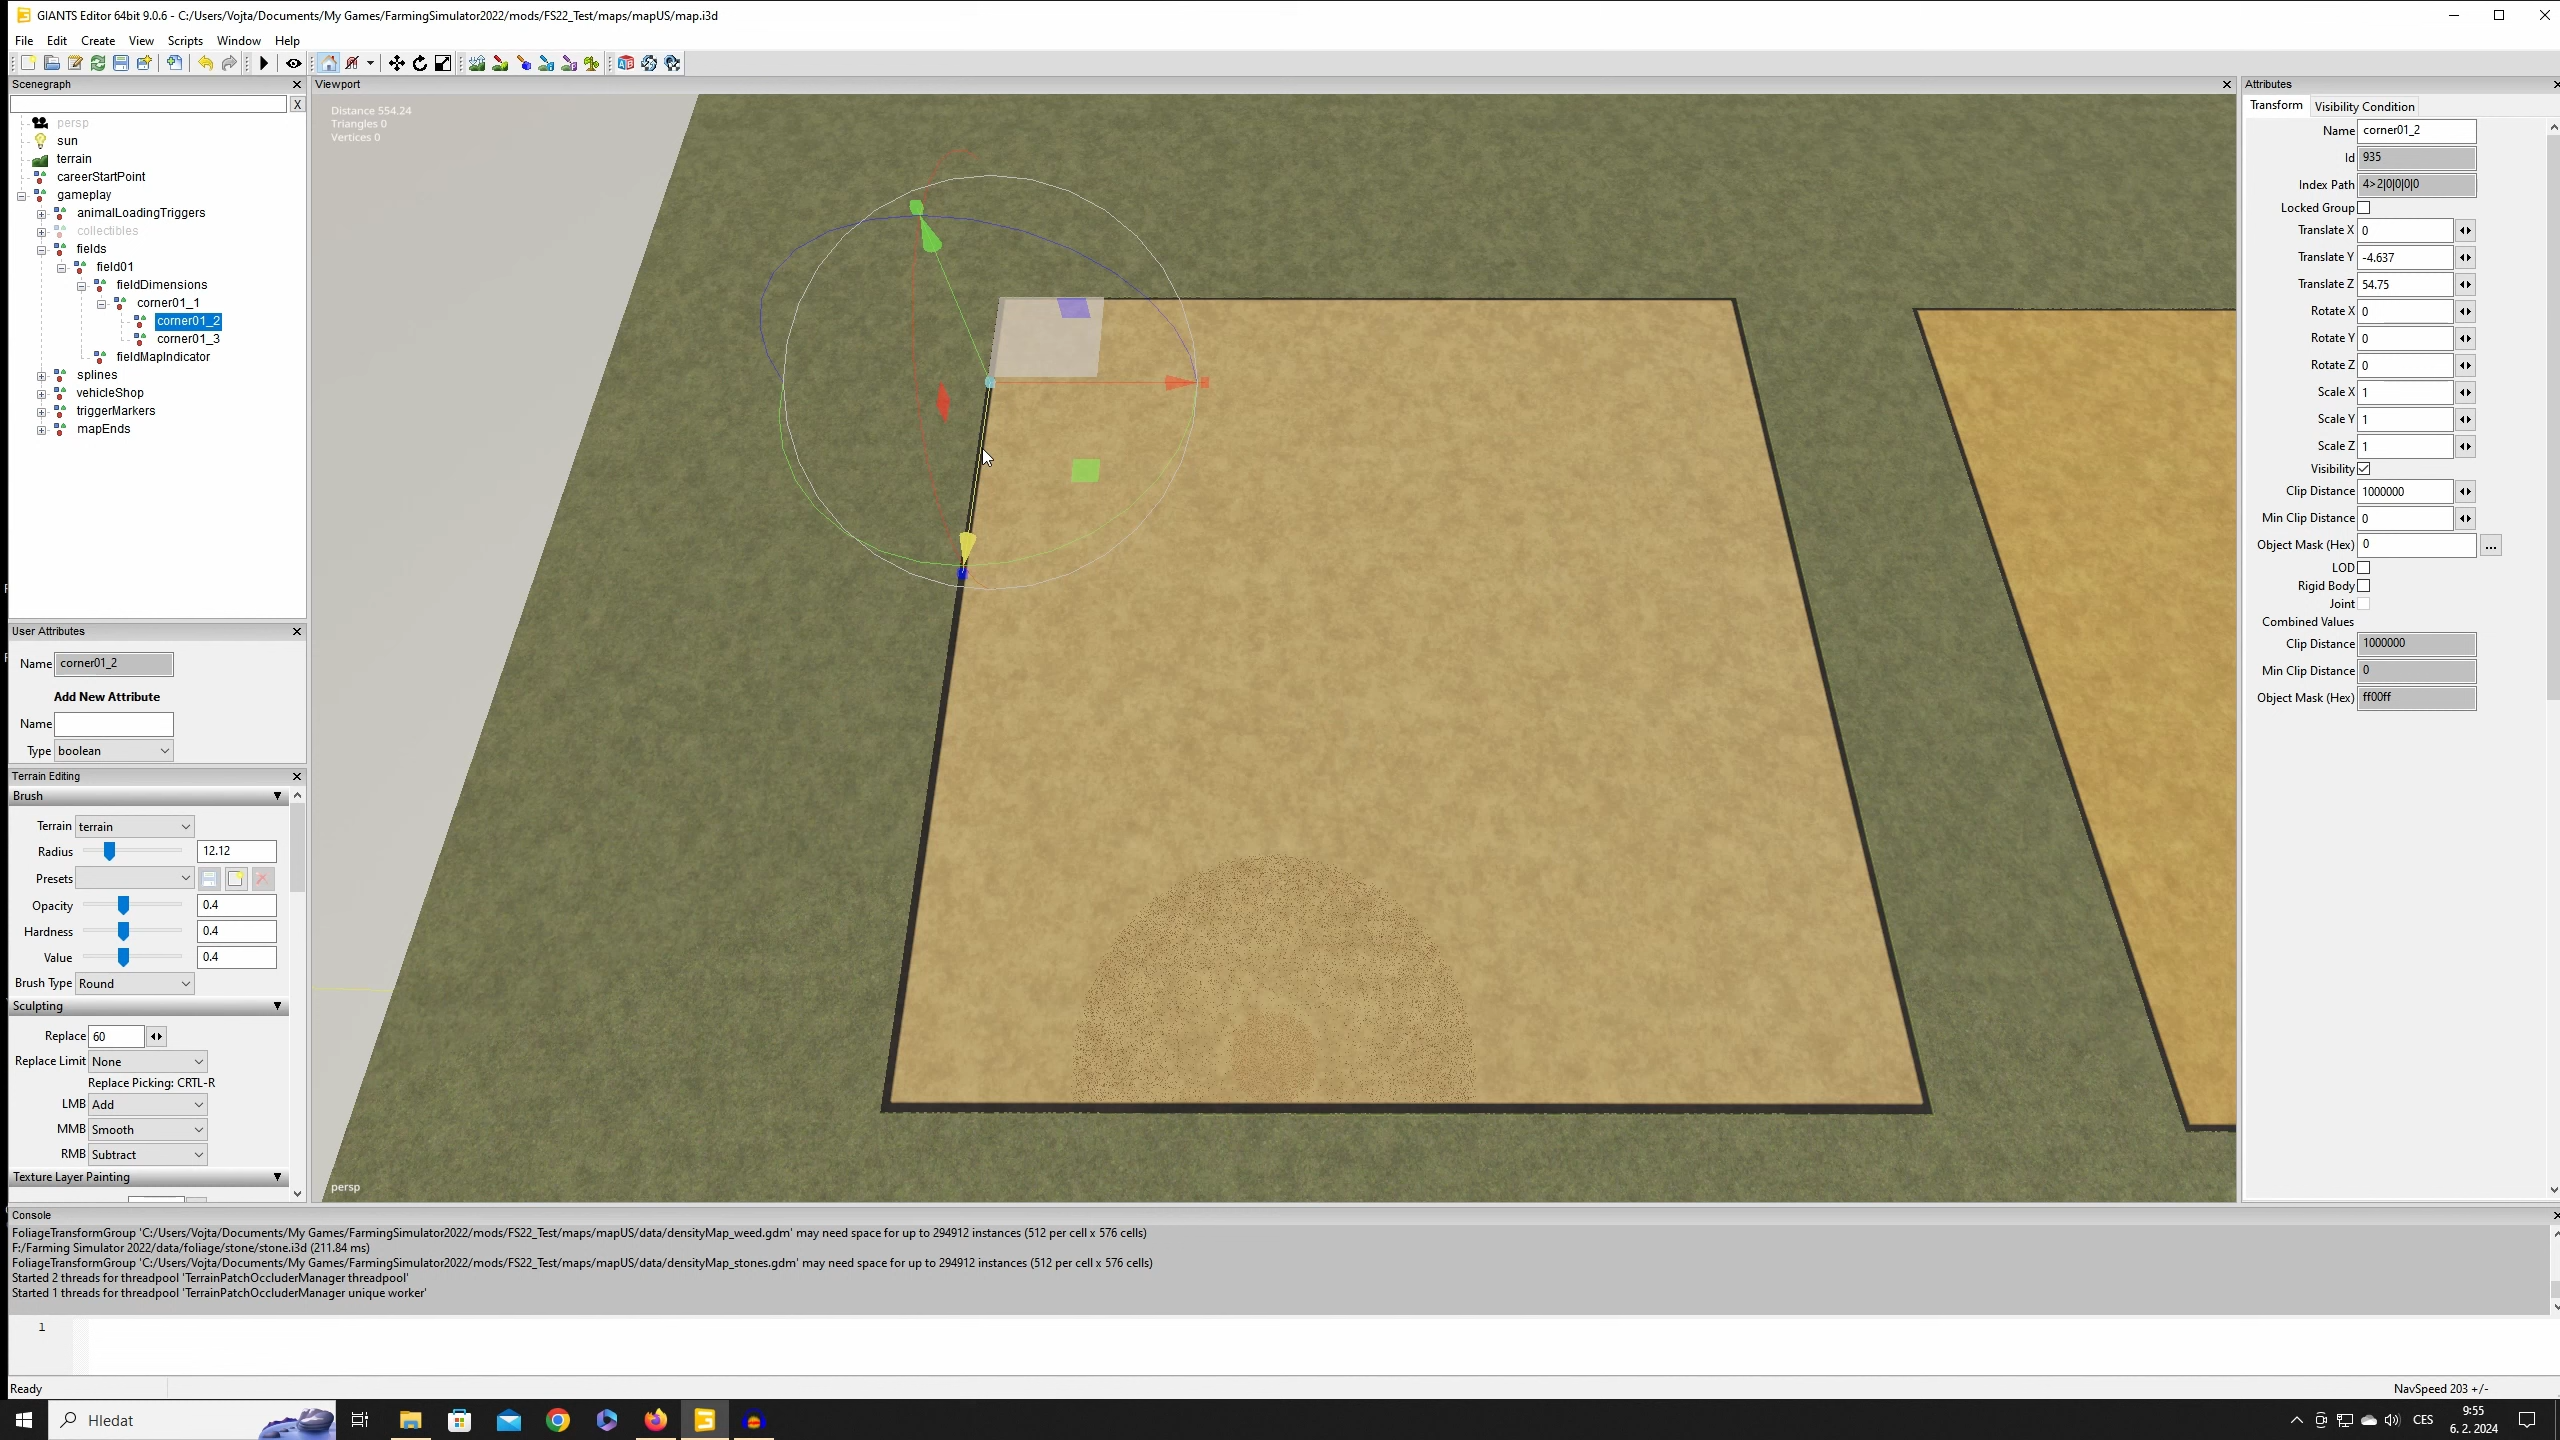 GIANTS Editor 64bit 9.0.6 - C:/Users/Vojta/Documents/My Games/FarmingSimulator2022/mods/FS22_Test/maps/mapUS/map.i3d
File Edit Create View Scripts Window Help
Scenegraph
X
persp
sun
terrain
careerStartPoint
gameplay
animalLoadingTriggers
collectibles
fields
field01
fieldDimensions
corner01_1
corner01_2
corner01_3
fieldMapIndicator
splines
vehicleShop
triggerMarkers
mapEnds
User Attributes
Name corner01_2
Add New Attribute
Name
Type boolean
Terrain Editing
Brush
Terrain terrain
Radius 12.12
Presets
Opacity 0.4
Hardness 0.4
Value 0.4
Brush Type Round
Sculpting
Replace 60
Replace Limit None
Replace Picking: CRTL-R
LMB Add
MMB Smooth
RMB Subtract
Texture Layer Painting
Viewport
Distance 554.24
Triangles 0
Vertices 0
persp
Attributes
Transform Visibility Condition
Name corner01_2
Id 935
Index Path 4>2|0|0|0|0
Locked Group
Translate X 0
Translate Y -4.637
Translate Z 54.75
Rotate X 0
Rotate Y 0
Rotate Z 0
Scale X 1
Scale Y 1
Scale Z 1
Visibility
Clip Distance 1000000
Min Clip Distance 0
Object Mask (Hex) 0 ...
LOD
Rigid Body
Joint
Combined Values
Clip Distance 1000000
Min Clip Distance 0
Object Mask (Hex) ff00ff
Console
FoliageTransformGroup 'C:/Users/Vojta/Documents/My Games/FarmingSimulator2022/mods/FS22_Test/maps/mapUS/data/densityMap_weed.gdm' may need space for up to 294912 instances (512 per cell x 576 cells)
F:/Farming Simulator 2022/data/foliage/stone/stone.i3d (211.84 ms)
FoliageTransformGroup 'C:/Users/Vojta/Documents/My Games/FarmingSimulator2022/mods/FS22_Test/maps/mapUS/data/densityMap_stones.gdm' may need space for up to 294912 instances (512 per cell x 576 cells)
Started 2 threads for threadpool 'TerrainPatchOccluderManager threadpool'
Started 1 threads for threadpool 'TerrainPatchOccluderManager unique worker'
1
Ready
NavSpeed 203 +/-
Hledat
CES
9:55
6. 2. 2024